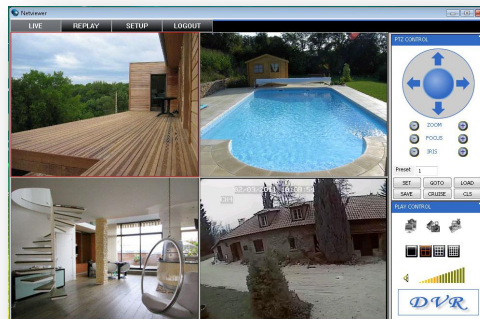 Netviewer
LIVE REPLAY SETUP LOGOUT
PTZ CONTROL
ZOOM
FOCUS
IRIS
Preset 1
SET GOTO LOAD
SAVE CRUISE CLS
PLAY CONTROL
DVR